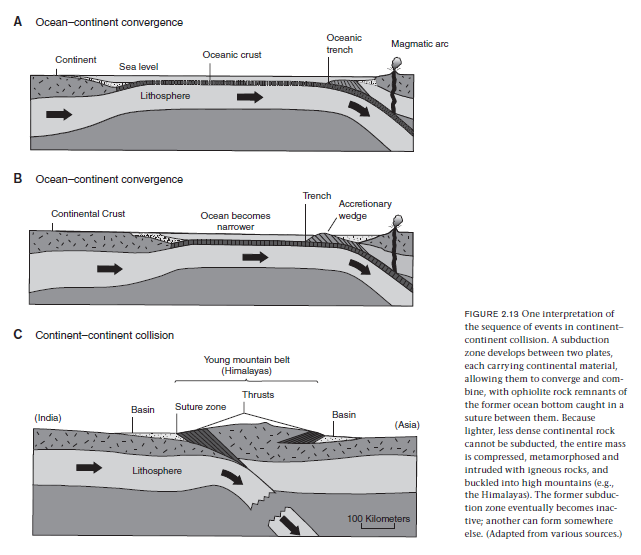 A Ocean–continent convergence
Oceanic
trench
Magmatic arc
Continent
Sea level
Oceanic crust
Lithosphere
B Ocean–continent convergence
Trench
Accretionary
wedge
Continental Crust
Ocean becomes
narrower
C Continent–continent collision
Young mountain belt
(Himalayas)
Thrusts
(India)
Basin
Suture zone
Basin
(Asia)
Lithosphere
100 Kilometers
FIGURE 2.13 One interpretation of
the sequence of events in continent–
continent collision. A subduction
zone develops between two plates,
each carrying continental material,
allowing them to converge and com-
bine, with ophiolite rock remnants of
the former ocean bottom caught in a
suture between them. Because
lighter, less dense continental rock
cannot be subducted, the entire mass
is compressed, metamorphosed and
intruded with igneous rocks, and
buckled into high mountains (e.g.,
the Himalayas). The former subduc-
tion zone eventually becomes inac-
tive; another can form somewhere
else. (Adapted from various sources.)